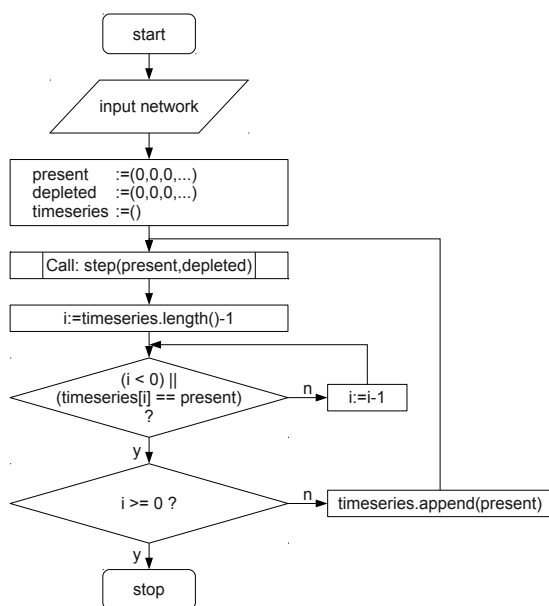 start
input network
present :=(0,0,0,...)
depleted :=(0,0,0,...)
timeseries :=()
Call: step(present,depleted)
i:=timeseries.length()-1
(i < 0) ||
(timeseries[i] == present)
?
n
i:=i-1
y
i >= 0 ?
n
timeseries.append(present)
y
stop